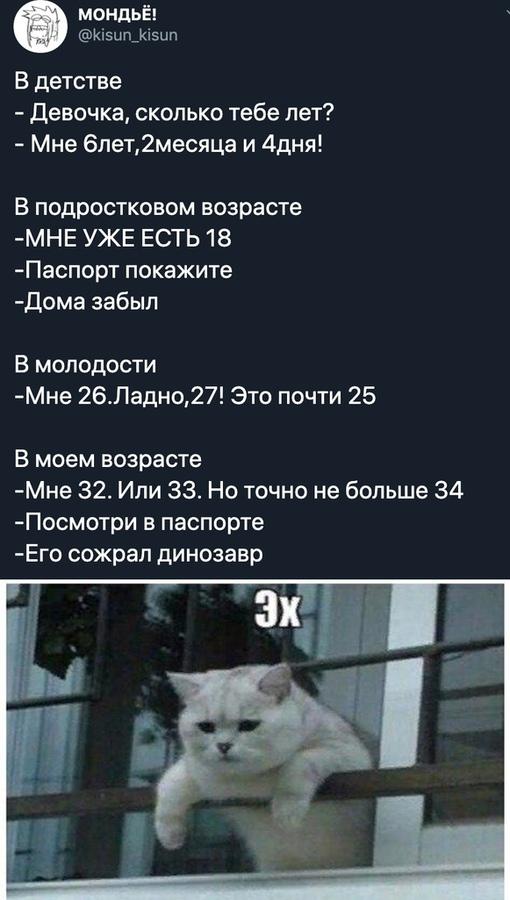 МОНДЬЁ!
@kisun_kisun
В детстве
- Девочка, сколько тебе лет?
- Мне 6лет,2месяца и 4дня!
В подростковом возрасте
-МНЕ УЖЕ ЕСТЬ 18
-Паспорт покажите
-Дома забыл
В молодости
-Мне 26.Ладно,27! Это почти 25
В моем возрасте
-Мне 32. Или 33. Но точно не больше 34
-Посмотри в паспорте
-Его сожрал динозавр
Эх